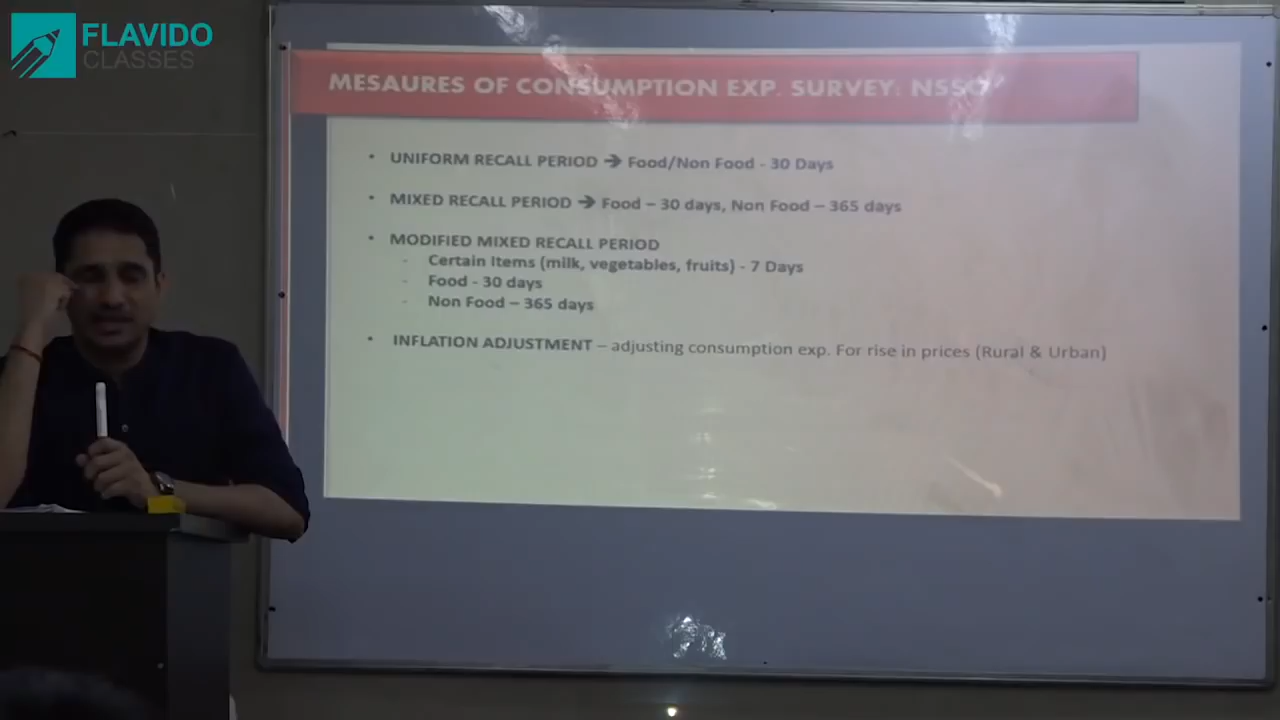 FLAVIDO
CLASSES
MESAURES OF CONSUMPTION EXP. SURVEY: NSSO
• UNIFORM RECALL PERIOD → Food/Non Food - 30 Days
• MIXED RECALL PERIOD → Food – 30 days, Non Food – 365 days
• MODIFIED MIXED RECALL PERIOD
- Certain Items (milk, vegetables, fruits) - 7 Days
- Food - 30 days
- Non Food – 365 days
• INFLATION ADJUSTMENT – adjusting consumption exp. For rise in prices (Rural & Urban)